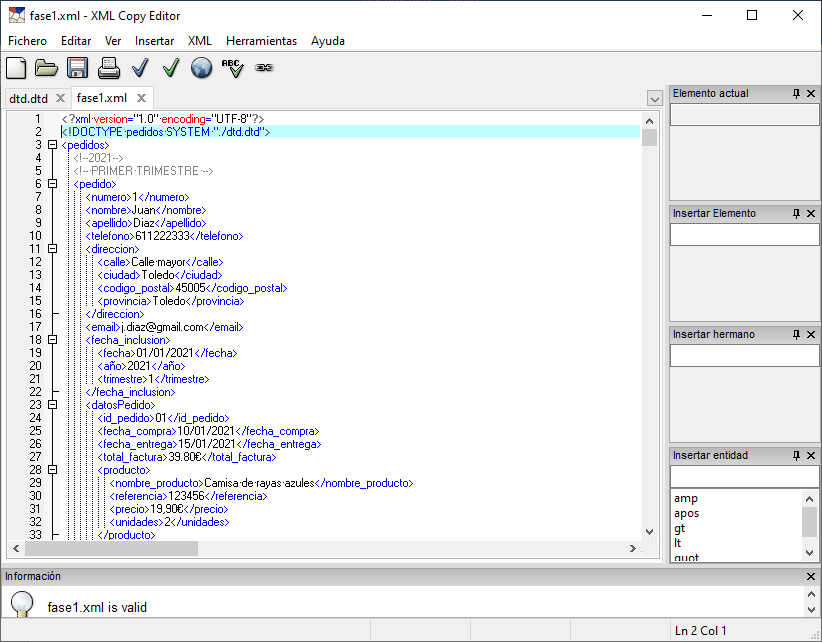 fase1.xml - XML Copy Editor
Fichero Editar Ver Insertar XML Herramientas Ayuda
ABC
dtd.dtd fase1.xml
1 <?xml version="1.0" encoding="UTF-8"?>
2 <!DOCTYPE pedidos SYSTEM "./dtd.dtd">
3 <pedidos>
4 <!--2021-->
5 <!-- PRIMER TRIMESTRE -->
6 <pedido>
7 <numero>1</numero>
8 <nombre>Juan</nombre>
9 <apellido>Diaz</apellido>
10 <telefono>611222333</telefono>
11 <direccion>
12 <calle>Calle mayor</calle>
13 <ciudad>Toledo</ciudad>
14 <codigo_postal>45005</codigo_postal>
15 <provincia>Toledo</provincia>
16 </direccion>
17 <email>j.diaz@gmail.com</email>
18 <fecha_inclusion>
19 <fecha>01/01/2021</fecha>
20 <año>2021</año>
21 <trimestre>1</trimestre>
22 </fecha_inclusion>
23 <datosPedido>
24 <id_pedido>01</id_pedido>
25 <fecha_compra>10/01/2021</fecha_compra>
26 <fecha_entrega>15/01/2021</fecha_entrega>
27 <total_factura>39.80€</total_factura>
28 <producto>
29 <nombre_producto>Camisa de rayas azules</nombre_producto>
30 <referencia>123456</referencia>
31 <precio>19,90€</precio>
32 <unidades>2</unidades>
33 </producto>
Elemento actual
Insertar Elemento
Insertar hermano
Insertar entidad
amp
apos
gt
lt
quot
Información
fase1.xml is valid
Ln 2 Col 1